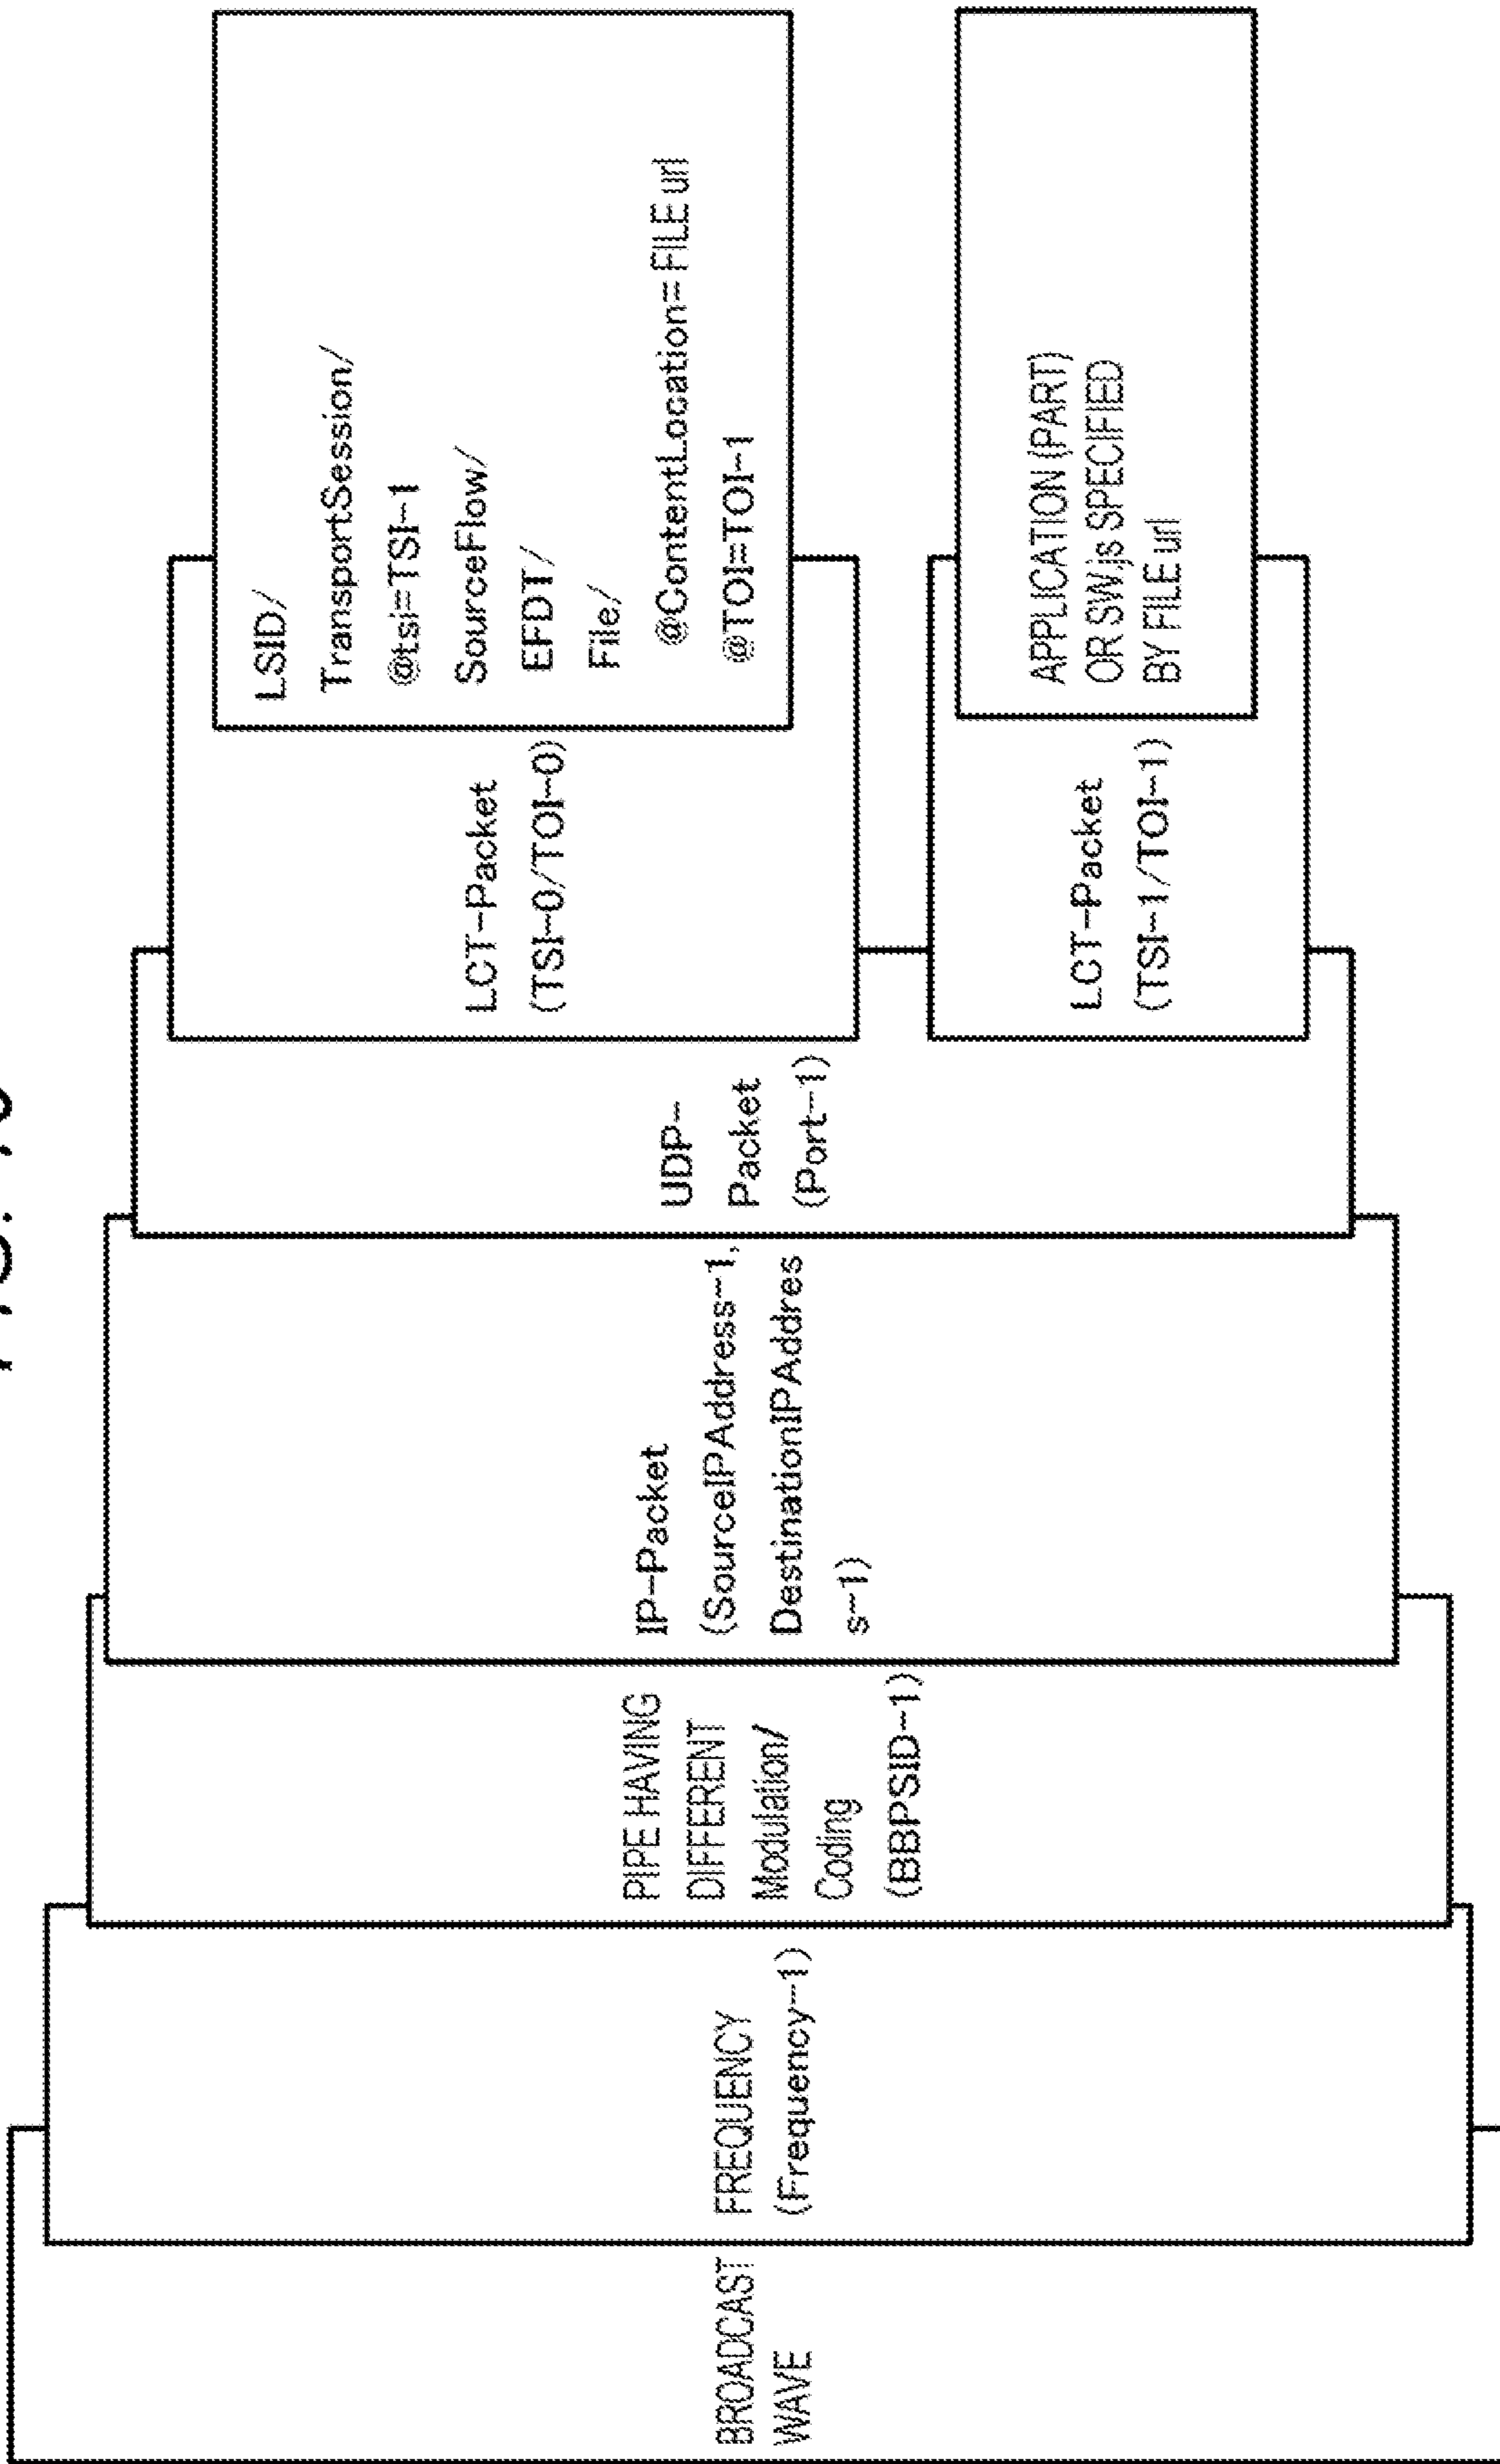 BROADCAST
WAVE
FREQUENCY
(Frequency-1)
PIPE HAVING
DIFFERENT
Modulation/
Coding
(BBPSID-1)
IP-Packet
(SourceIPAddress-1,
DestinationIPAddres
s-1)
UDP-
Packet
(Port-1)
LCT-Packet
(TSI-0/TOI-0)
LSID/
TransportSession/
@tsi=TSI-1
SourceFlow/
EFDT/
File/
@ContentLocation= FILE url
@TOI=TOI-1
LCT-Packet
(TSI-1/TOI-1)
APPLICATION (PART)
OR SW.js SPECIFIED
BY FILE url